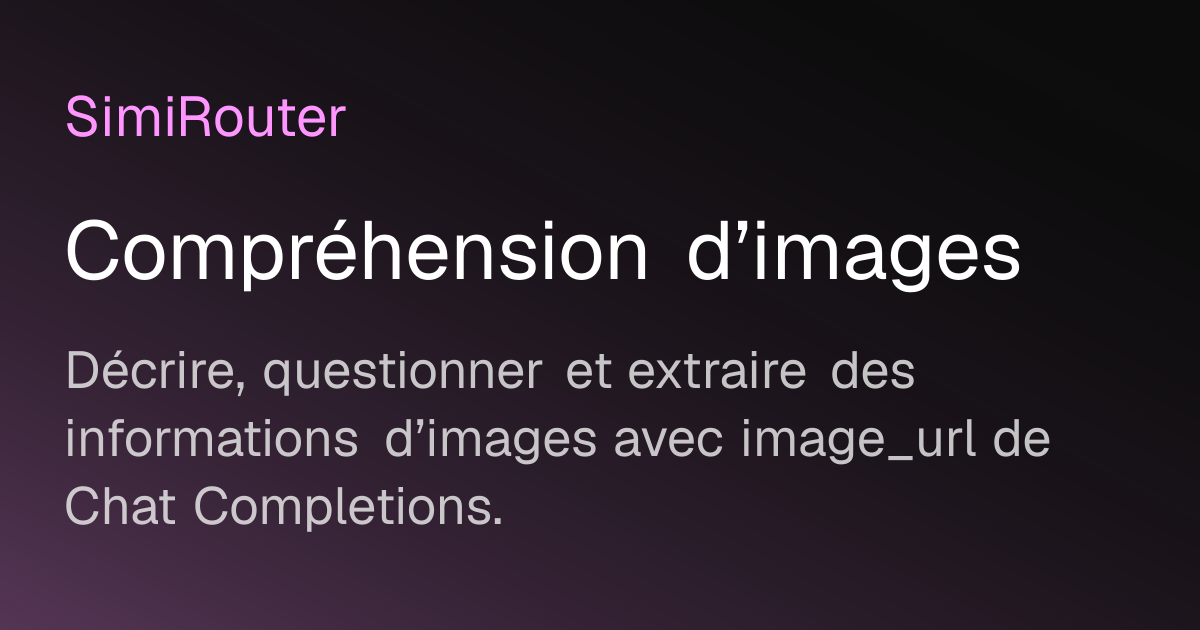 SimiRouter
Compréhension d’images
Décrire, questionner et extraire des
informations d’images avec image_url de
Chat Completions.